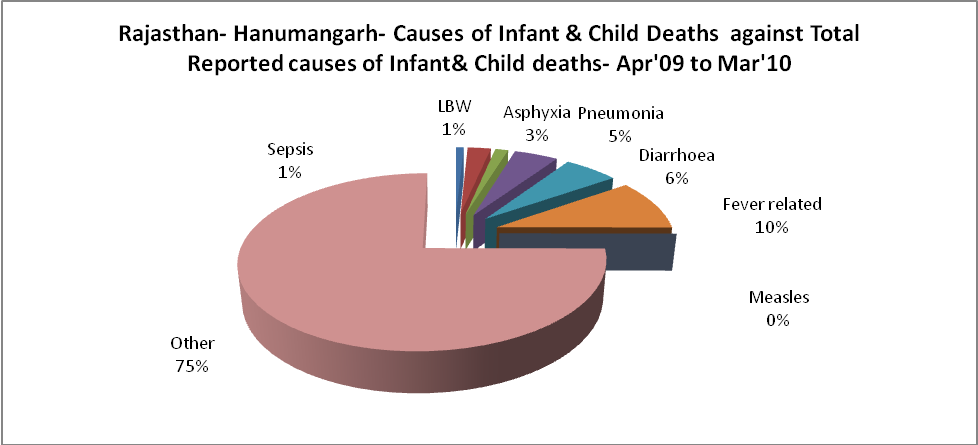 Rajasthan- Hanumangarh- Causes of Infant & Child Deaths against Total
Reported causes of Infant& Child deaths- Apr'09 to Mar'10
Sepsis
1%
LBW
1%
Asphyxia
3%
Pneumonia
5%
Diarrhoea
6%
Fever related
10%
Measles
0%
Other
75%